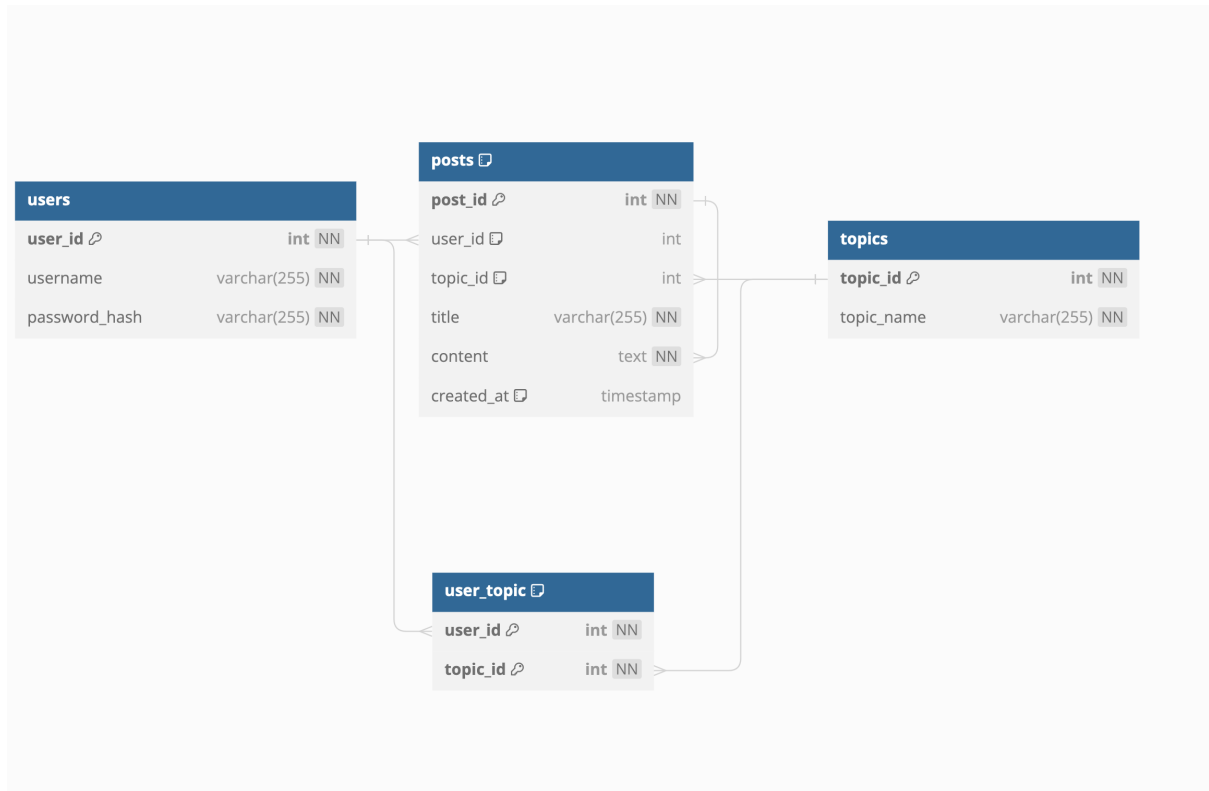 users
user_id int NN
username varchar(255) NN
password_hash varchar(255) NN
posts
post_id int NN
user_id int
topic_id int
title varchar(255) NN
content text NN
created_at timestamp
topics
topic_id int NN
topic_name varchar(255) NN
user_topic
user_id int NN
topic_id int NN